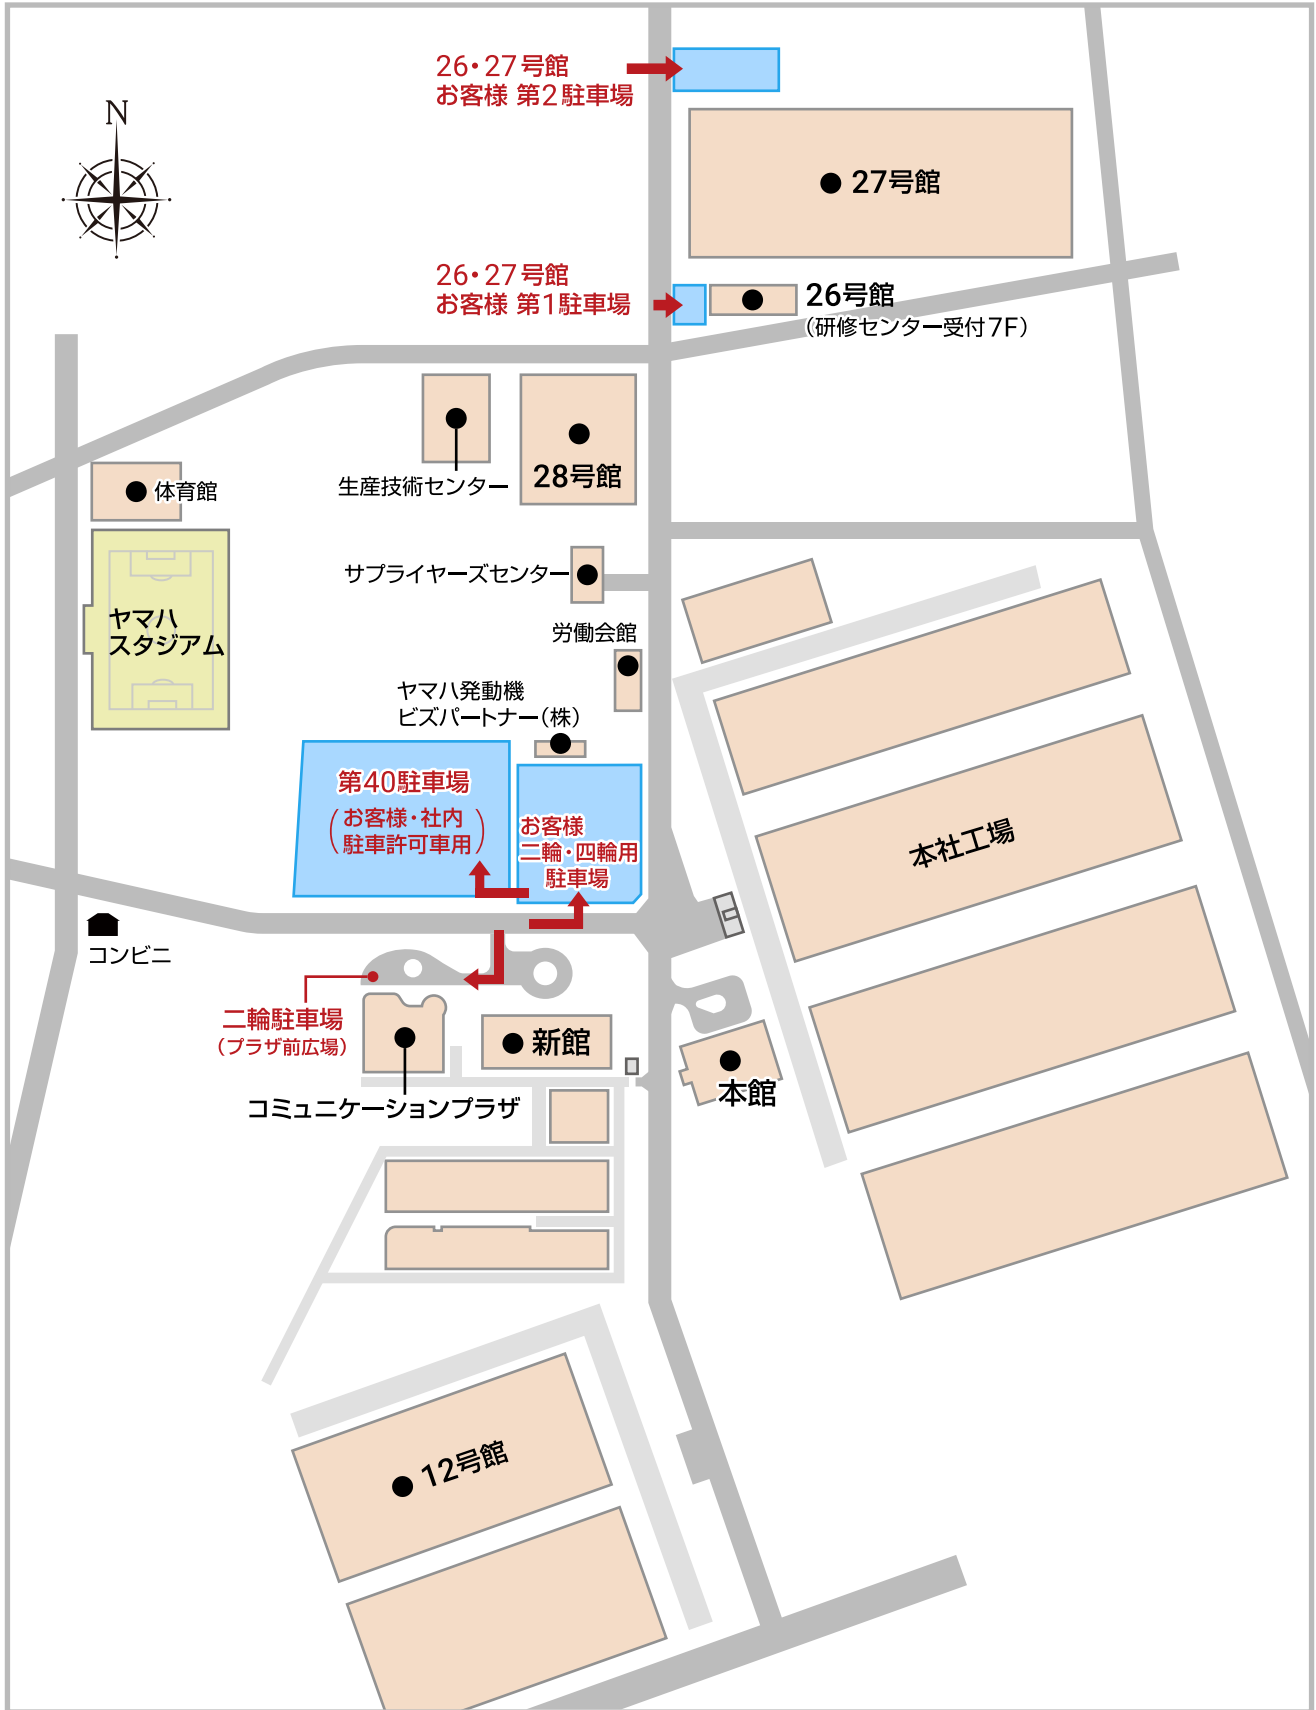 26・27号館
お客様 第2駐車場
N
27号館
26・27号館
お客様 第1駐車場
26号館
(研修センター受付7F)
生産技術センター
28号館
体育館
サプライヤーズセンター
ヤマハ
スタジアム
労働会館
ヤマハ発動機
ビズパートナー(株)
第40駐車場
(お客様・社内
駐車許可車用)
お客様
二輪・四輪用
駐車場
本社工場
コンビニ
二輪駐車場
(プラザ前広場)
新館
本館
コミュニケーションプラザ
12号館